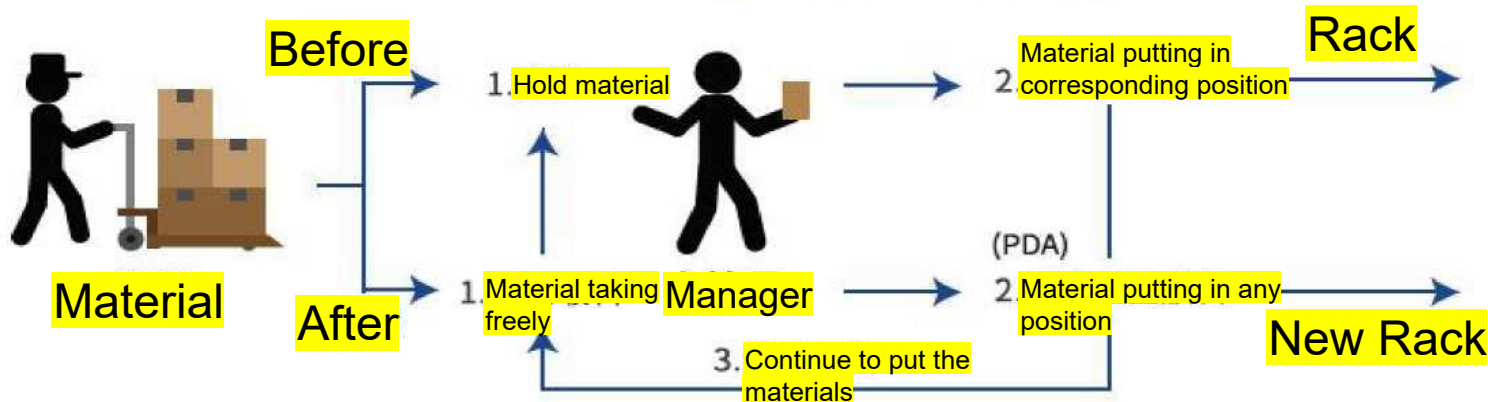 Before
Rack
1. Hold material
2. Material putting in
corresponding position
(PDA)
Material
After
1. Material taking
freely
Manager
2. Material putting in any
position
New Rack
3. Continue to put the
materials